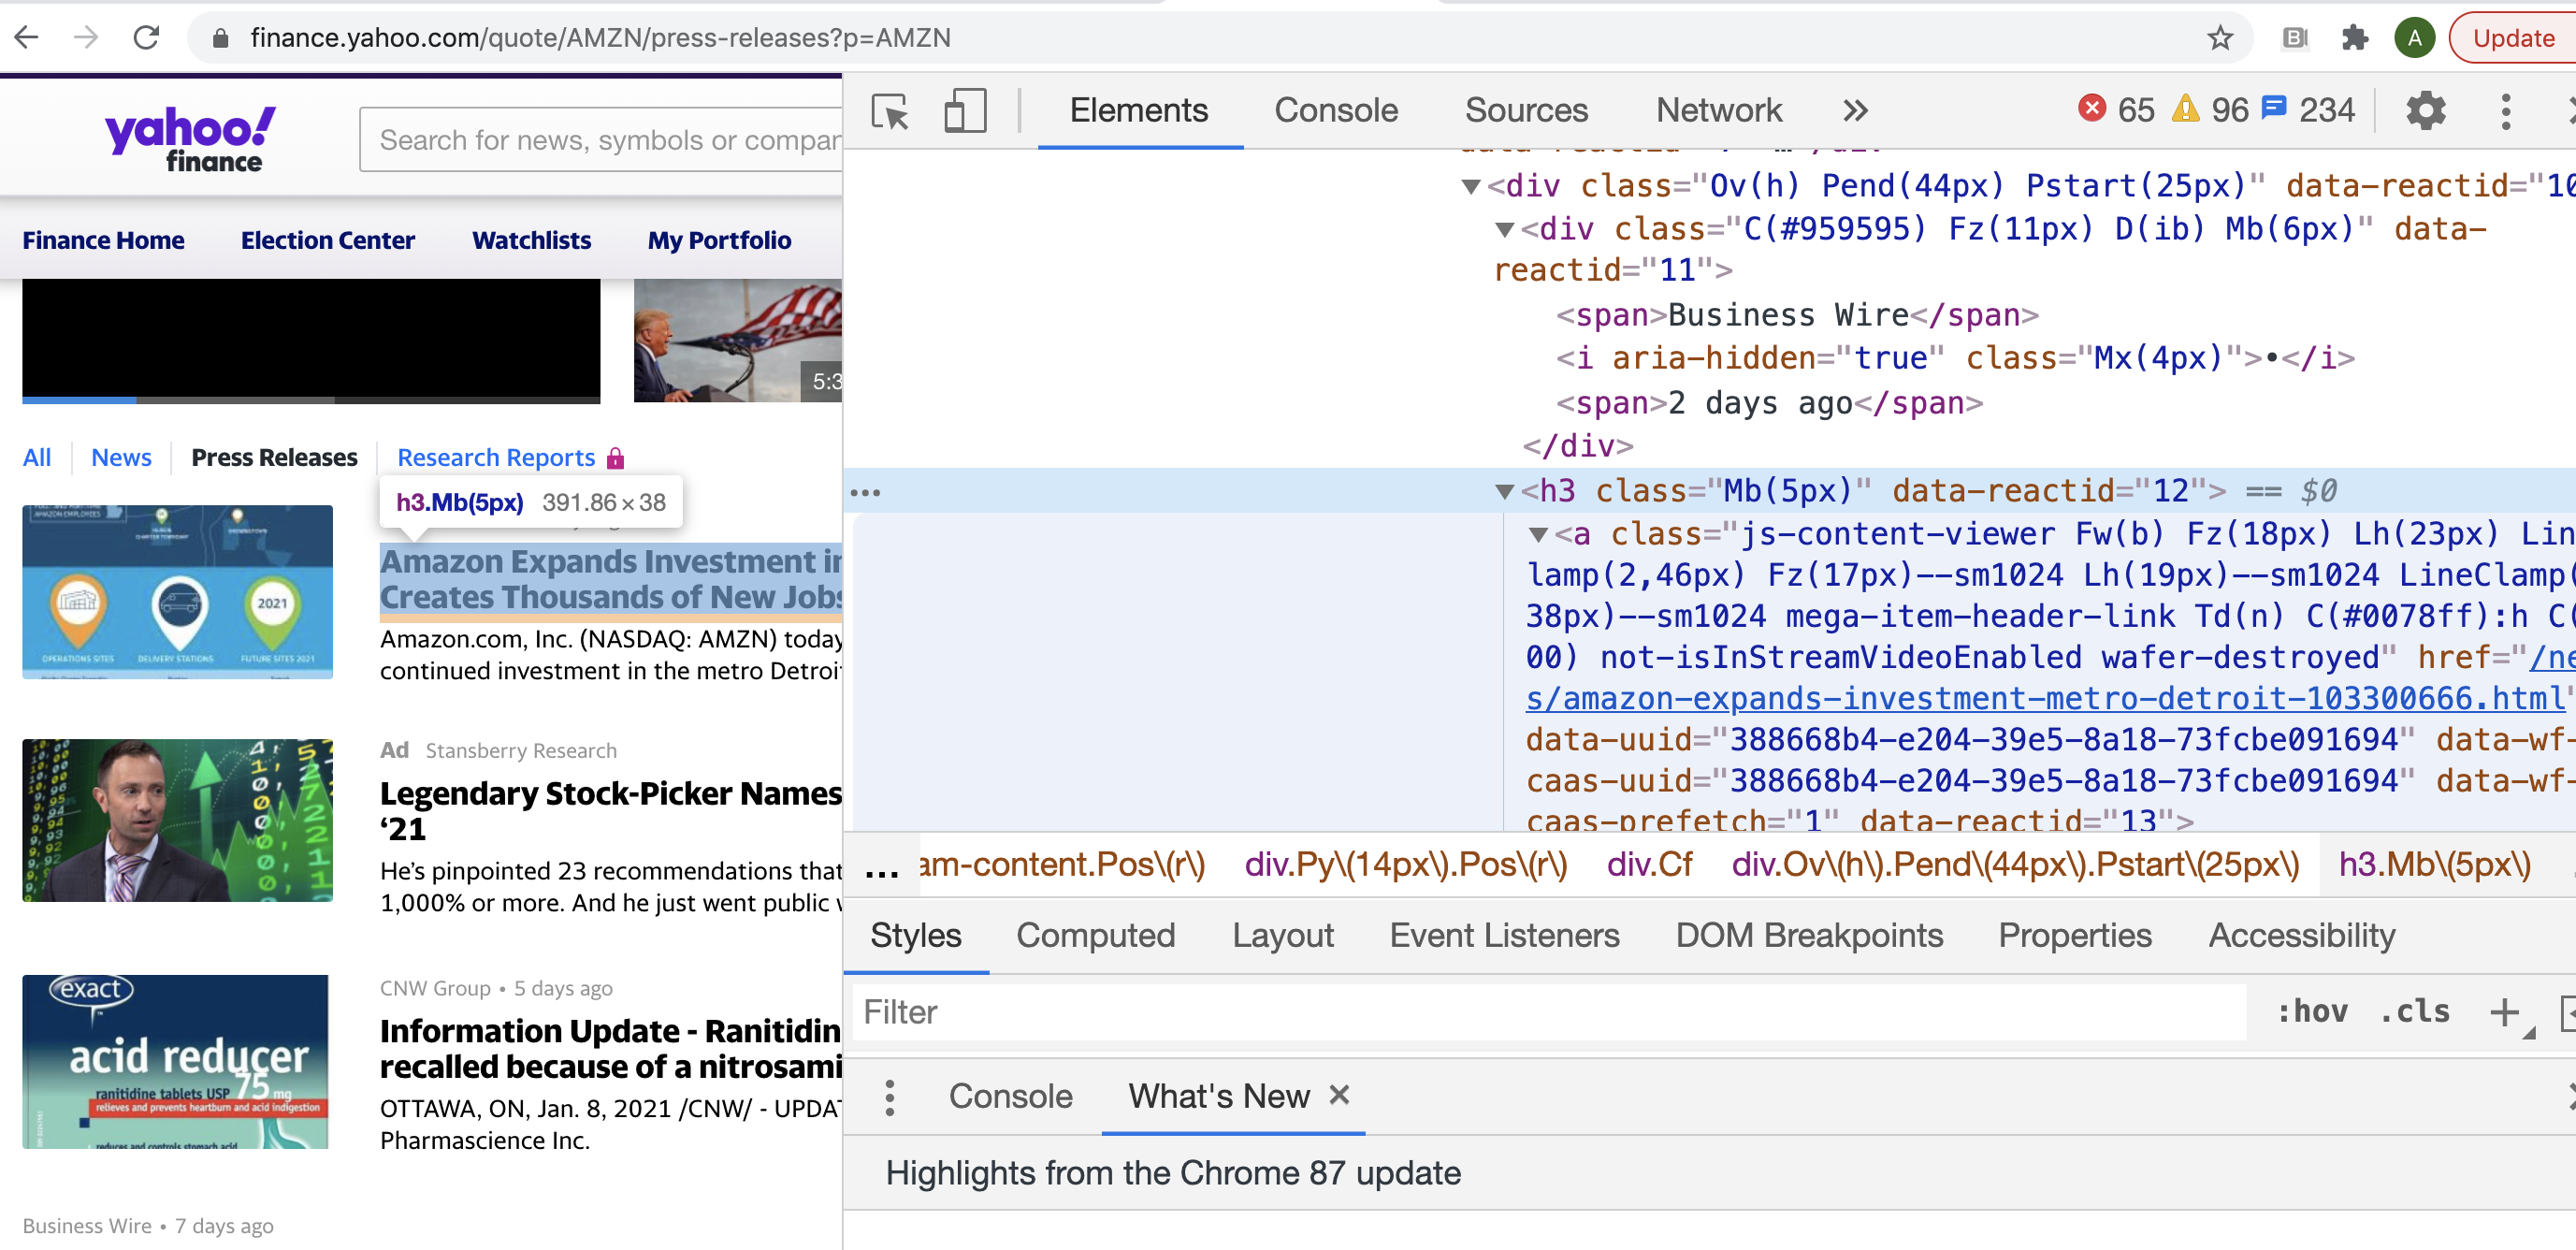 finance.yahoo.com/quote/AMZN/press-releases?p=AMZN
A
Update
yahoo!
finance
Search for news, symbols or compar
Finance Home
Election Center
Watchlists
My Portfolio
5:3
All
News
Press Releases
Research Reports
h3.Mb(5px) 391.86 × 38
Amazon Expands Investment in
Creates Thousands of New Jobs
Amazon.com, Inc. (NASDAQ: AMZN) today
continued investment in the metro Detroi
2021
OPERATIONS SITES
DELIVERY STATIONS
FUTURE SITES 2021
Ad Stansberry Research
Legendary Stock-Picker Names
‘21
He’s pinpointed 23 recommendations that
1,000% or more. And he just went public
exact
acid reducer
ranitidine tablets USP 75 mg
relieves and prevents heartburn and acid indigestion
reduces and controls stomach acid
CNW Group • 5 days ago
Information Update - Ranitidin
recalled because of a nitrosami
OTTAWA, ON, Jan. 8, 2021 /CNW/ - UPDA
Pharmascience Inc.
Business Wire • 7 days ago
Elements
Console
Sources
Network
»
65
96
234
<div class="Ov(h) Pend(44px) Pstart(25px)" data-reactid="10
<div class="C(#959595) Fz(11px) D(ib) Mb(6px)" data-
reactid="11">
<span>Business Wire</span>
<i aria-hidden="true" class="Mx(4px)">•</i>
<span>2 days ago</span>
</div>
<h3 class="Mb(5px)" data-reactid="12"> == $0
<a class="js-content-viewer Fw(b) Fz(18px) Lh(23px) Lin
lamp(2,46px) Fz(17px)--sm1024 Lh(19px)--sm1024 LineClamp(
38px)--sm1024 mega-item-header-link Td(n) C(#0078ff):h C(
00) not-isInStreamVideoEnabled wafer-destroyed" href="/ne
s/amazon-expands-investment-metro-detroit-103300666.html"
data-uuid="388668b4-e204-39e5-8a18-73fcbe091694" data-wf-
caas-uuid="388668b4-e204-39e5-8a18-73fcbe091694" data-wf-
caas-prefetch="1" data-reactid="13">
... am-content.Pos\(r\) div.Py\(14px\).Pos\(r\) div.Cf div.Ov\(h\).Pend\(44px\).Pstart\(25px\) h3.Mb\(5px\)
Styles
Computed
Layout
Event Listeners
DOM Breakpoints
Properties
Accessibility
Filter
:hov .cls +
Console
What's New ×
Highlights from the Chrome 87 update